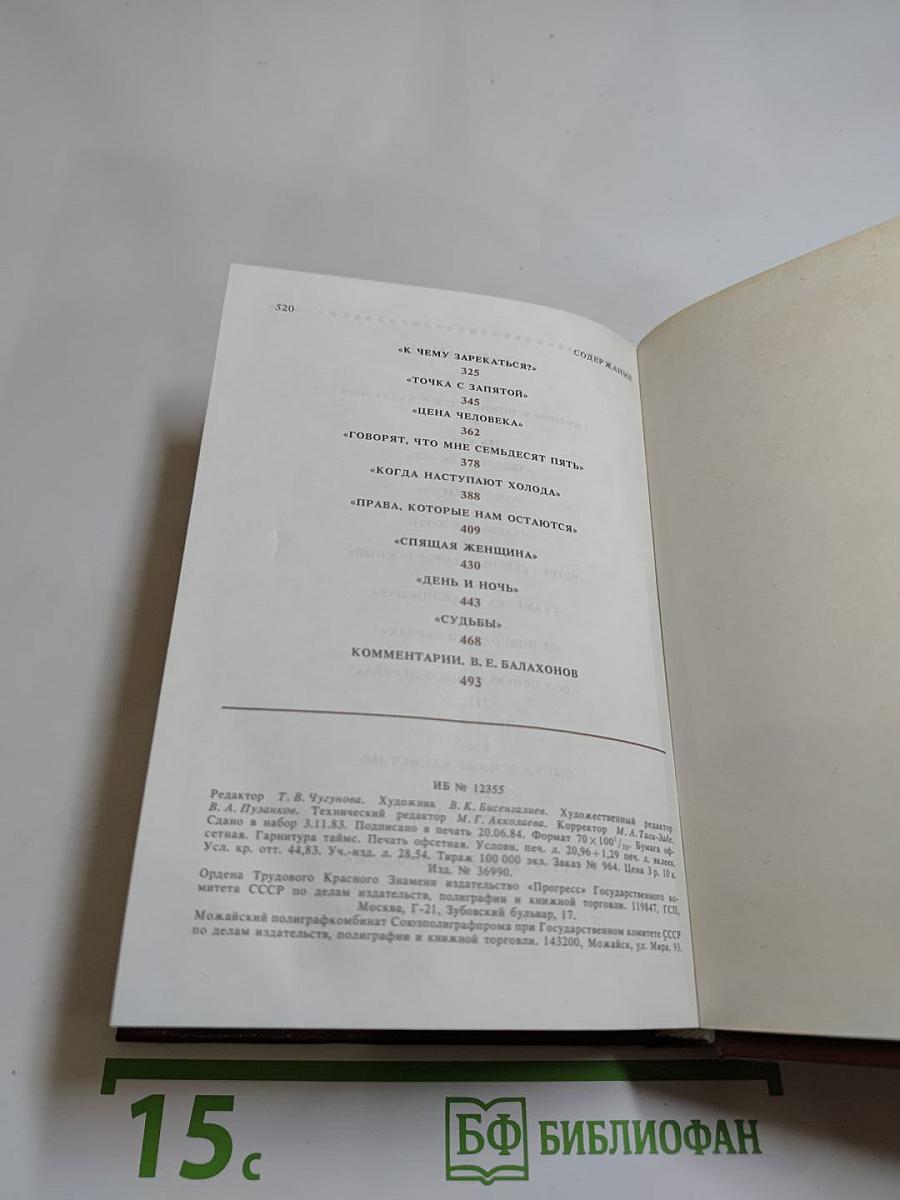 520
СОДЕРЖАНИЕ
«К ЧЕМУ ЗАРЕКАТЬСЯ?»
325
«ТОЧКА С ЗАПЯТОЙ»
345
«ЦЕНА ЧЕЛОВЕКА»
362
«ГОВОРЯТ, ЧТО МНЕ СЕМЬДЕСЯТ ПЯТЬ»
378
«КОГДА НАСТУПАЮТ ХОЛОДА»
388
«ПРАВА, КОТОРЫЕ НАМ ОСТАЮТСЯ»
409
«СПЯЩАЯ ЖЕНЩИНА»
430
«ДЕНЬ И НОЧЬ»
443
«СУДЬБЫ»
468
КОММЕНТАРИИ. В. Е. БАЛАХОНОВ
493
ИБ № 12355
Редактор Т. В. Чугунова. Художник В. К. Бисенгалиев. Художественный редактор
В. А. Пузанков. Технический редактор М. Г. Акколаева. Корректор М. А. Таги-Заде.
Сдано в набор 3.11.83. Подписано в печать 20.06.84. Формат 70×100¹/₃₂. Бумага оф-
сетная. Гарнитура таймс. Печать офсетная. Условн. печ. л. 20,96+1,29 печ. л. вклеек.
Усл. кр. отт. 44,83. Уч.-изд. л. 28,54. Тираж 100 000 экз. Заказ № 964. Цена 3 р. 10 к.
Изд. № 36990.
Ордена Трудового Красного Знамени издательство «Прогресс» Государственного ко-
митета СССР по делам издательств, полиграфии и книжной торговли. 119847, ГСП,
Москва, Г-21, Зубовский бульвар, 17.
Можайский полиграфкомбинат Союзполиграфпрома при Государственном комитете СССР
по делам издательств, полиграфии и книжной торговли. 143200, Можайск, ул. Мира, 93.
15 с
БФ БИБЛИОФАН